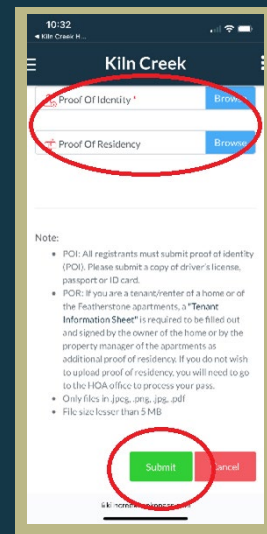 10:32
◄ Kiln Creek H...
Kiln Creek
Proof Of Identity *
Browse
Proof Of Residency
Browse
Note:
• POI: All registrants must submit proof of identity
(POI). Please submit a copy of driver's license,
passport or ID card.
• POR: If you are a tenant/renter of a home or of
the Featherstone apartments, a "Tenant
Information Sheet" is required to be filled out
and signed by the owner of the home or by the
property manager of the apartments as
additional proof of residency. If you do not wish
to upload proof of residency, you will need to go
to the HOA office to process your pass.
• Only files in .jpeg, .png, .jpg, .pdf
• File size lesser than 5 MB
Submit
Cancel